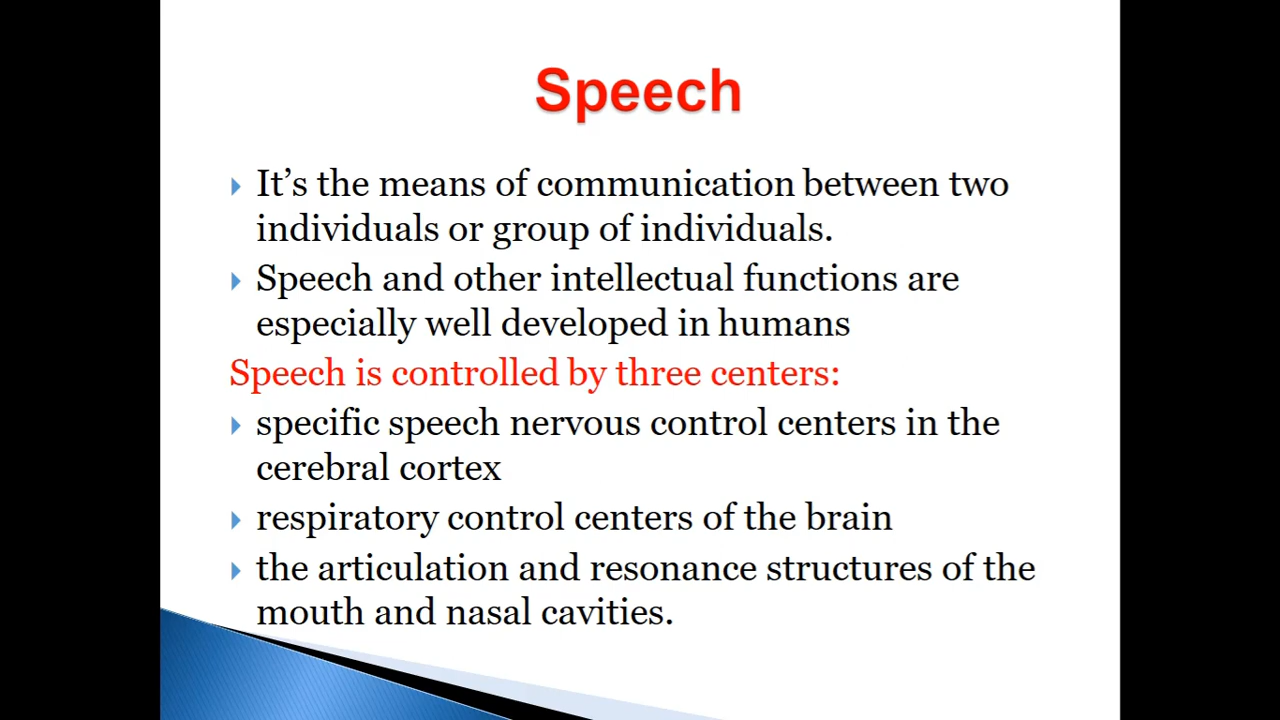 Speech
It’s the means of communication between two
individuals or group of individuals.
Speech and other intellectual functions are
especially well developed in humans
Speech is controlled by three centers:
specific speech nervous control centers in the
cerebral cortex
respiratory control centers of the brain
the articulation and resonance structures of the
mouth and nasal cavities.